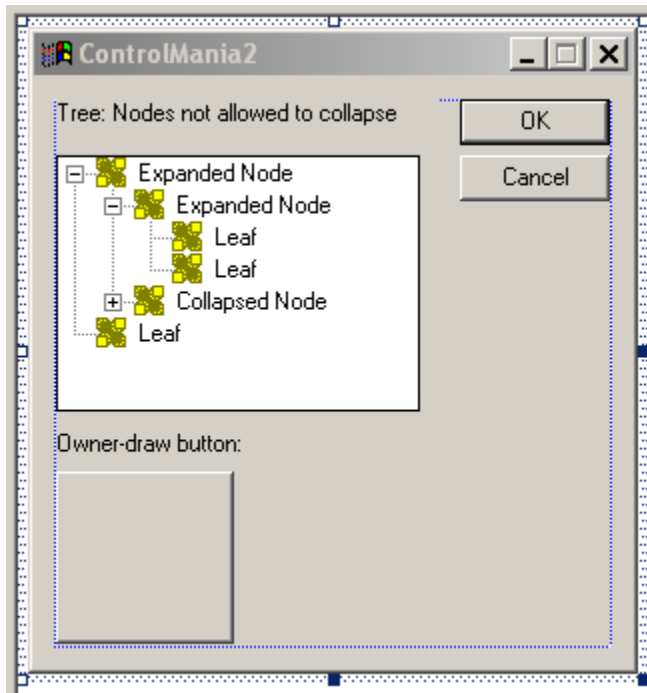 ControlMania2
Tree: Nodes not allowed to collapse
OK
Cancel
Expanded Node
Expanded Node
Leaf
Leaf
Collapsed Node
Leaf
Owner-draw button: